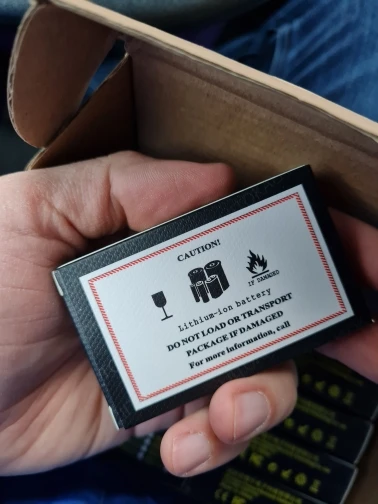 CAUTION!
IF DAMAGED
Lithium-ion battery
DO NOT LOAD OR TRANSPORT
PACKAGE IF DAMAGED
For more information, call